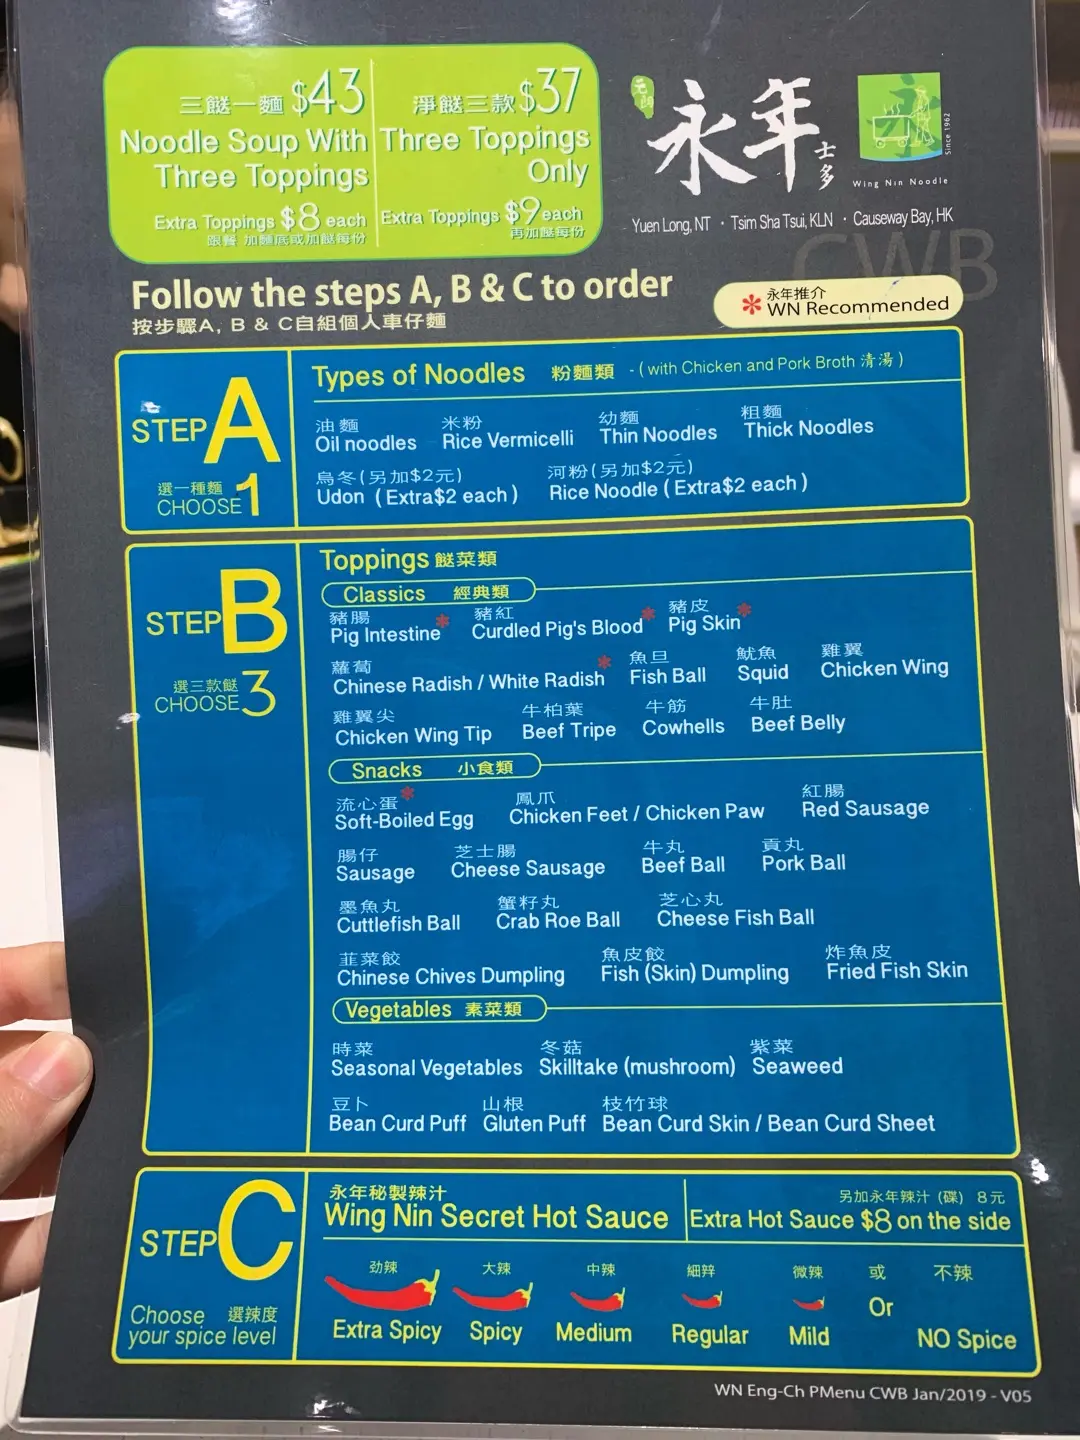 三餸一麵 $43
Noodle Soup With
Three Toppings
Extra Toppings $8 each
跟餐 加麵底或加餸每份
淨餸三款 $37
Three Toppings
Only
Extra Toppings $9 each
再加餸每份
元朗
永年
士多
Since 1962
Wing Nin Noodle
Yuen Long, NT · Tsim Sha Tsui, KLN · Causeway Bay, HK
CWB
Follow the steps A, B & C to order
按步驟A, B & C自組個人車仔麵
* 永年推介
WN Recommended
STEP A
選一種麵
CHOOSE 1
Types of Noodles 粉麵類 - ( with Chicken and Pork Broth 清湯 )
油麵 米粉 幼麵 粗麵
Oil noodles Rice Vermicelli Thin Noodles Thick Noodles
烏冬(另加$2元) 河粉(另加$2元)
Udon ( Extra$2 each ) Rice Noodle ( Extra$2 each )
STEP B
選三款餸
CHOOSE 3
Toppings 餸菜類
Classics 經典類
豬腸 豬紅 豬皮
Pig Intestine* Curdled Pig's Blood* Pig Skin*
蘿蔔 魚旦 魷魚 雞翼
Chinese Radish / White Radish* Fish Ball Squid Chicken Wing
雞翼尖 牛柏葉 牛筋 牛肚
Chicken Wing Tip Beef Tripe Cowhells Beef Belly
Snacks 小食類
流心蛋* 鳳爪 紅腸
Soft-Boiled Egg Chicken Feet / Chicken Paw Red Sausage
腸仔 芝士腸 牛丸 貢丸
Sausage Cheese Sausage Beef Ball Pork Ball
墨魚丸 蟹籽丸 芝心丸
Cuttlefish Ball Crab Roe Ball Cheese Fish Ball
韮菜餃 魚皮餃 炸魚皮
Chinese Chives Dumpling Fish (Skin) Dumpling Fried Fish Skin
Vegetables 素菜類
時菜 冬菇 紫菜
Seasonal Vegetables Skilltake (mushroom) Seaweed
豆卜 山根 枝竹球
Bean Curd Puff Gluten Puff Bean Curd Skin / Bean Curd Sheet
STEP C
Choose 選辣度
your spice level
永年秘製辣汁
Wing Nin Secret Hot Sauce
另加永年辣汁 (碟) 8元
Extra Hot Sauce $8 on the side
勁辣 大辣 中辣 細辣 微辣 或 不辣
Extra Spicy Spicy Medium Regular Mild Or NO Spice
WN Eng-Ch PMenu CWB Jan/2019 - V05